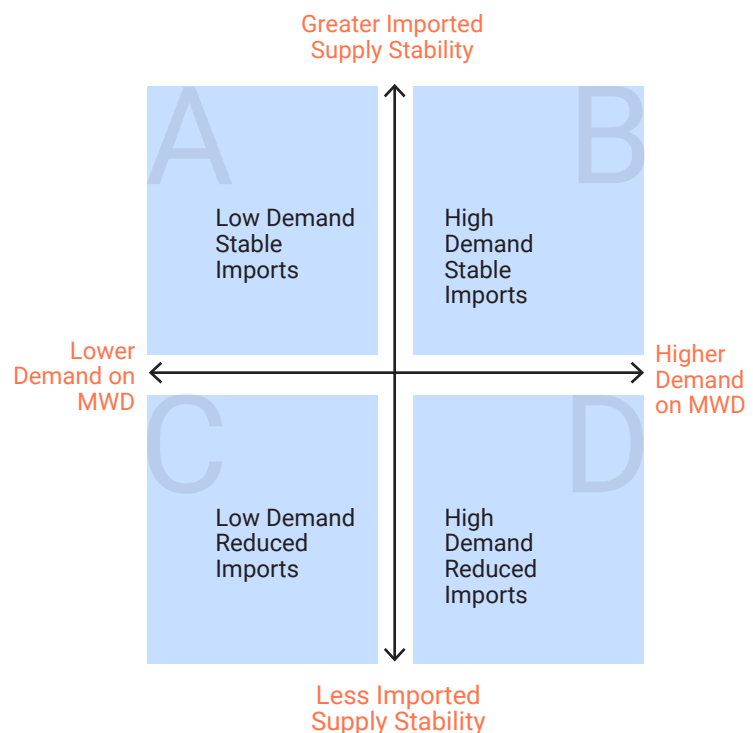 Greater Imported
Supply Stability
A
B
Low Demand
Stable
Imports
High
Demand
Stable
Imports
Lower
Demand on
MWD
Higher
Demand
on MWD
C
D
Low Demand
Reduced
Imports
High
Demand
Reduced
Imports
Less Imported
Supply Stability